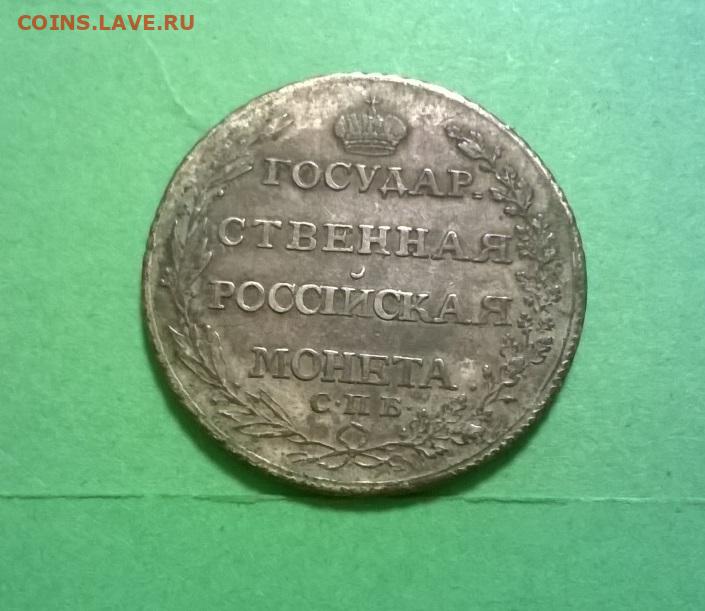 COINS.LAVE.RU
ГОСУДАР.
СТВЕННАЯ
РОССІЙСКАЯ
МОНЕТА.
С·П·Б·